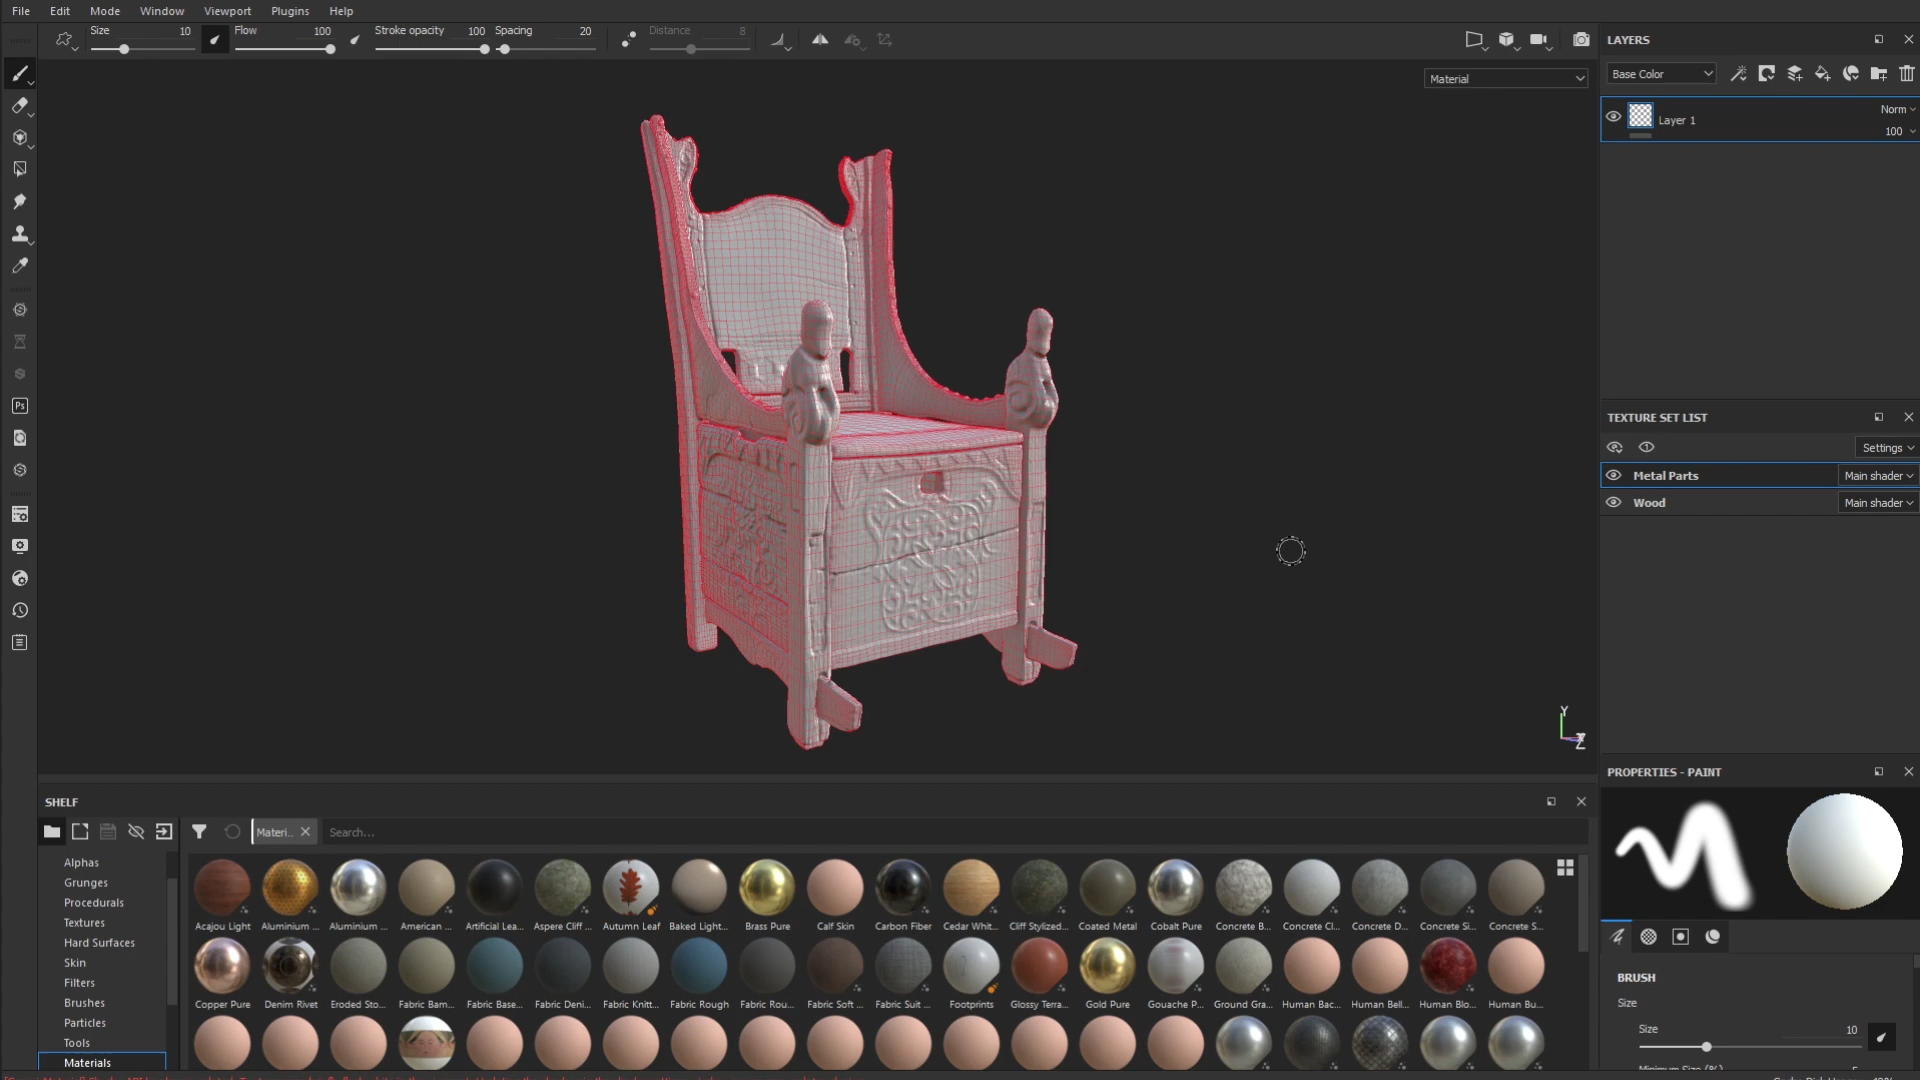 File Edit Mode Window Viewport Plugins Help
Size 10 Flow 100 Stroke opacity 100 Spacing 20 Distance 8
LAYERS
Material
Base Color
Norm
Layer 1
100
TEXTURE SET LIST
Settings
Metal Parts Main shader
Wood Main shader
Ps
Y
Z
PROPERTIES - PAINT
SHELF
Materi.. Search...
Alphas
Grunges
Procedurals
Textures
Hard Surfaces
Skin
Filters
Brushes
Particles
Tools
Materials
Acajou Light Aluminium ... Aluminium ... American ... Artificial Lea... Aspere Cliff ... Autumn Leaf Baked Light... Brass Pure Calf Skin Carbon Fiber Cedar Whit... Cliff Stylized... Coated Metal Cobalt Pure Concrete B... Concrete Cl... Concrete D... Concrete Si... Concrete S...
Copper Pure Denim Rivet Eroded Sto... Fabric Bam... Fabric Base... Fabric Deni... Fabric Knitt... Fabric Rough Fabric Rou... Fabric Soft ... Fabric Suit ... Footprints Glossy Terra... Gold Pure Gouache P... Ground Gra... Human Bac... Human Bell... Human Blo... Human Bu...
BRUSH
Size
Size 10